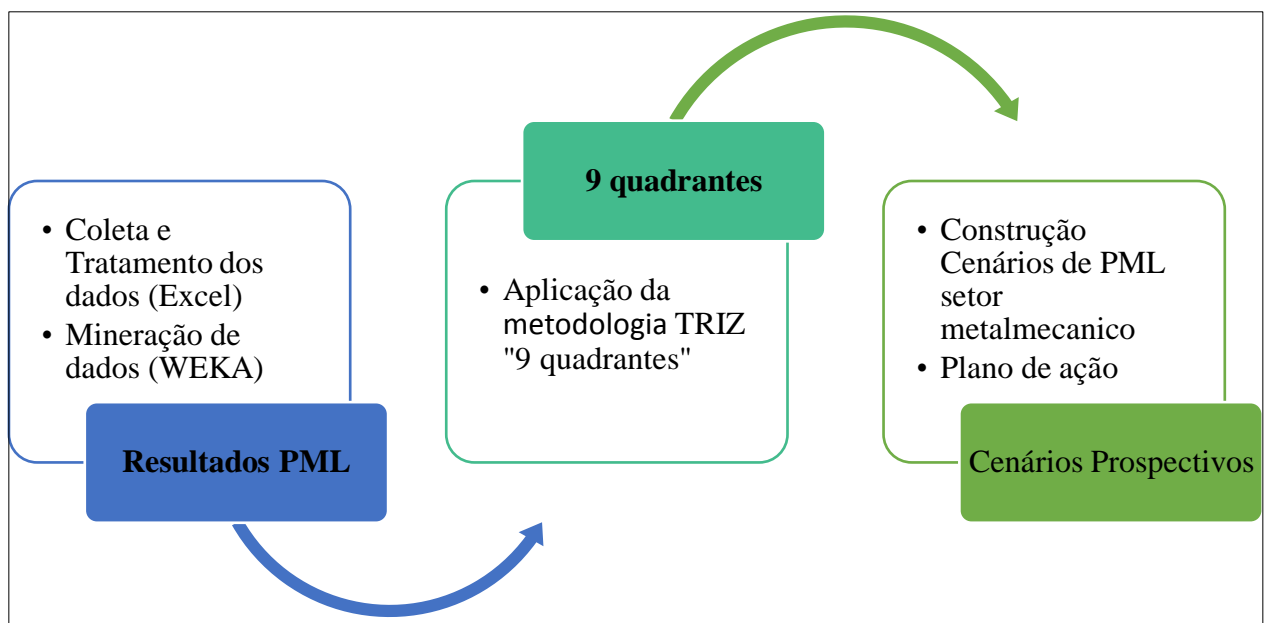 • Coleta e
Tratamento dos
dados (Excel)
• Mineração de
dados (WEKA)
Resultados PML
9 quadrantes
• Aplicação da
metodologia TRIZ
"9 quadrantes"
• Construção
Cenários de PML
setor
metalmecanico
• Plano de ação
Cenários Prospectivos